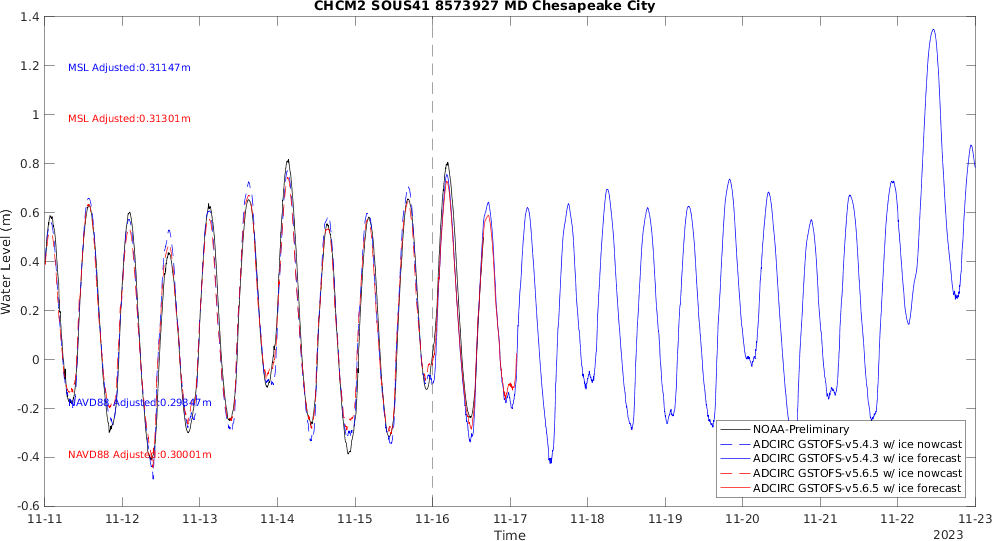 CHCM2 SOUS41 8573927 MD Chesapeake City
1.4
1.2
1
0.8
0.6
0.4
0.2
0
-0.2
-0.4
-0.6
Water Level (m)
MSL Adjusted:0.31147m
MSL Adjusted:0.31301m
NAVD88 Adjusted:0.29847m
NAVD88 Adjusted:0.30001m
NOAA-Preliminary
ADCIRC GSTOFS-v5.4.3 w/ ice nowcast
ADCIRC GSTOFS-v5.4.3 w/ ice forecast
ADCIRC GSTOFS-v5.6.5 w/ ice nowcast
ADCIRC GSTOFS-v5.6.5 w/ ice forecast
11-11 11-12 11-13 11-14 11-15 11-16 11-17 11-18 11-19 11-20 11-21 11-22 11-23
Time
2023